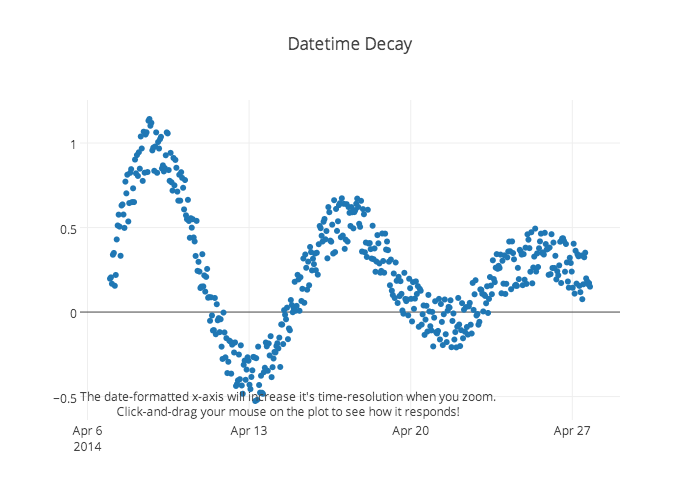 Datetime Decay
1
0.5
0
−0.5
The date-formatted x-axis will increase it's time-resolution when you zoom.
Click-and-drag your mouse on the plot to see how it responds!
Apr 6 Apr 13 Apr 20 Apr 27
2014